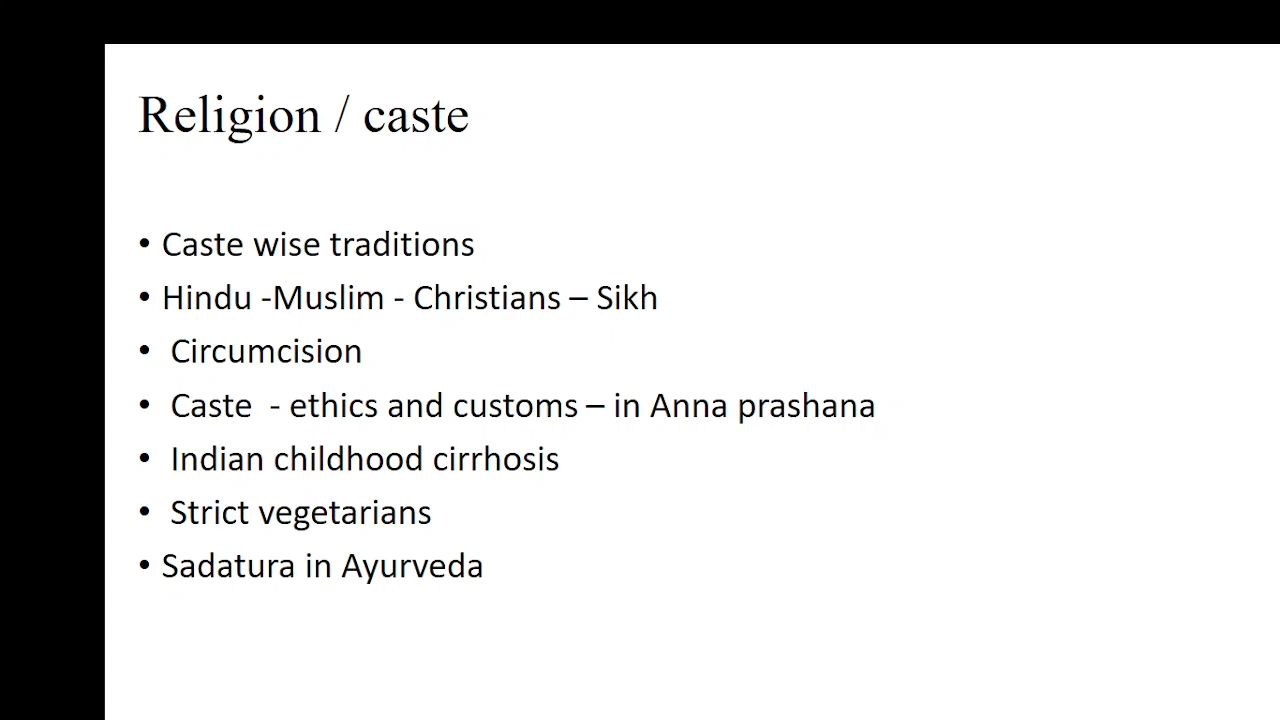 Religion / caste
• Caste wise traditions
• Hindu -Muslim - Christians – Sikh
• Circumcision
• Caste - ethics and customs – in Anna prashana
• Indian childhood cirrhosis
• Strict vegetarians
• Sadatura in Ayurveda